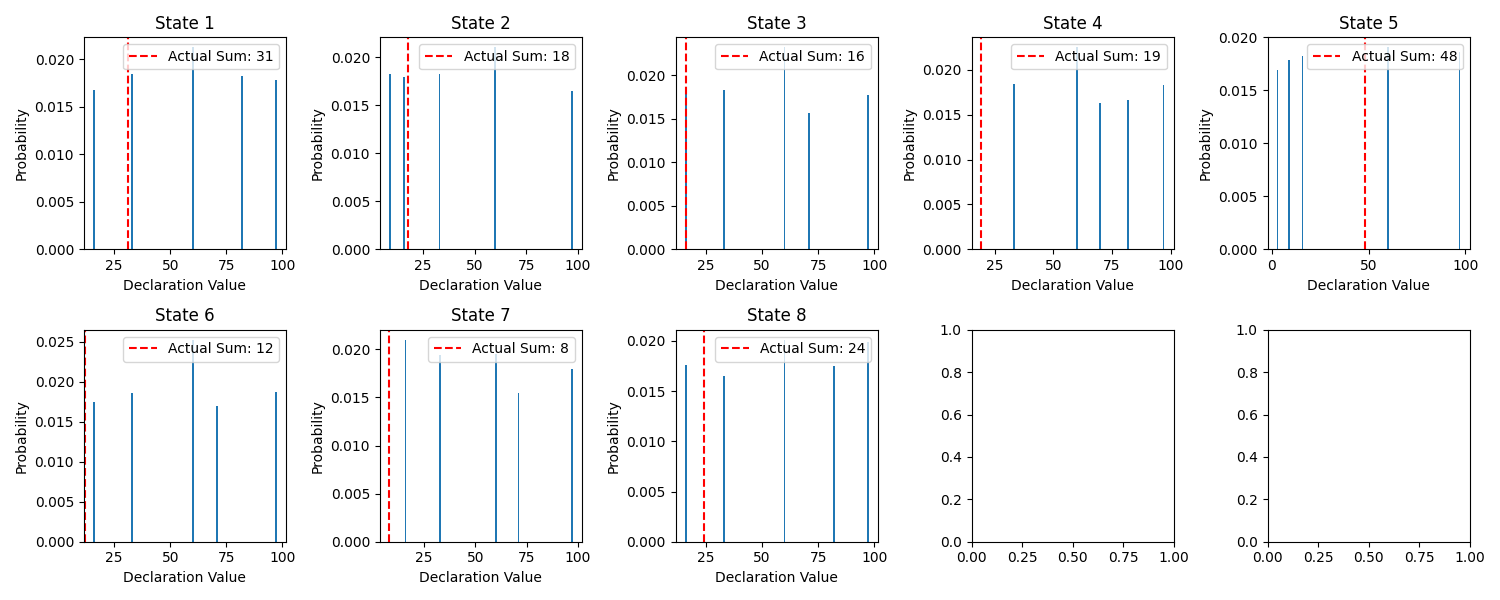 State 1
Actual Sum: 31
0.020
0.015
0.010
0.005
0.000
Probability
25 50 75 100
Declaration Value
State 2
Actual Sum: 18
0.020
0.015
0.010
0.005
0.000
Probability
25 50 75 100
Declaration Value
State 3
Actual Sum: 16
0.020
0.015
0.010
0.005
0.000
Probability
25 50 75 100
Declaration Value
State 4
Actual Sum: 19
0.020
0.015
0.010
0.005
0.000
Probability
25 50 75 100
Declaration Value
State 5
Actual Sum: 48
0.020
0.015
0.010
0.005
0.000
Probability
0 50 100
Declaration Value
State 6
Actual Sum: 12
0.025
0.020
0.015
0.010
0.005
0.000
Probability
25 50 75 100
Declaration Value
State 7
Actual Sum: 8
0.020
0.015
0.010
0.005
0.000
Probability
25 50 75 100
Declaration Value
State 8
Actual Sum: 24
0.020
0.015
0.010
0.005
0.000
Probability
25 50 75 100
Declaration Value
1.0
0.8
0.6
0.4
0.2
0.0
0.00 0.25 0.50 0.75 1.00
1.0
0.8
0.6
0.4
0.2
0.0
0.00 0.25 0.50 0.75 1.00